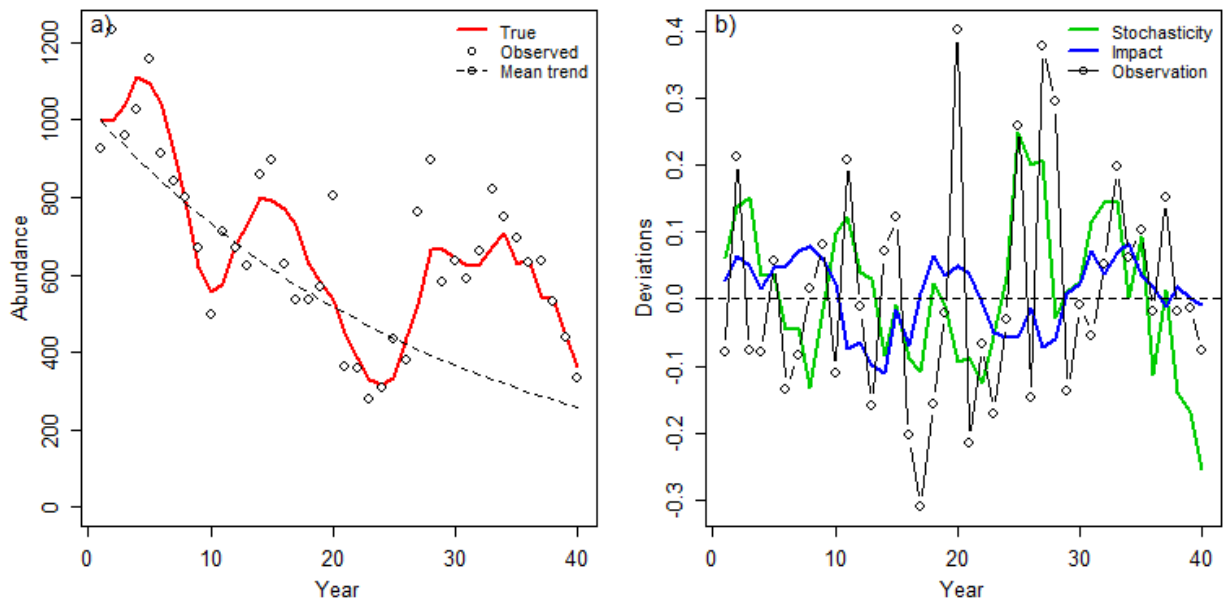 a)
True
Observed
Mean trend
Abundance
1200
1000
800
600
400
200
0
0 10 20 30 40
Year
b)
Stochasticity
Impact
Observation
Deviations
0.4
0.3
0.2
0.1
0.0
-0.1
-0.2
-0.3
0 10 20 30 40
Year